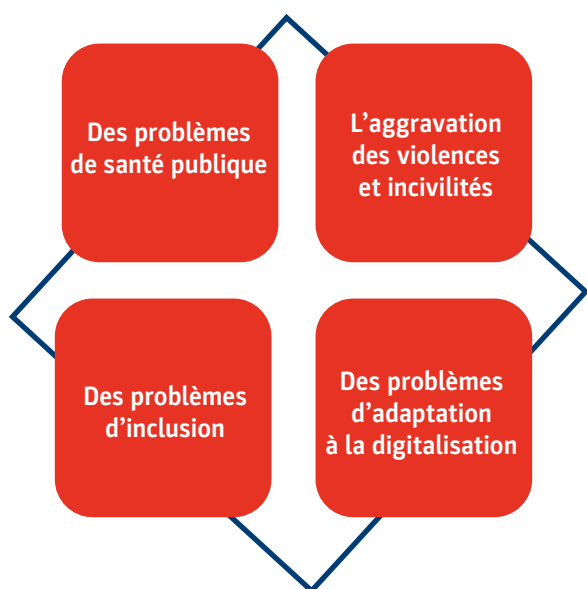 Des problèmes
de santé publique
L’aggravation
des violences
et incivilités
Des problèmes
d’inclusion
Des problèmes
d’adaptation
à la digitalisation